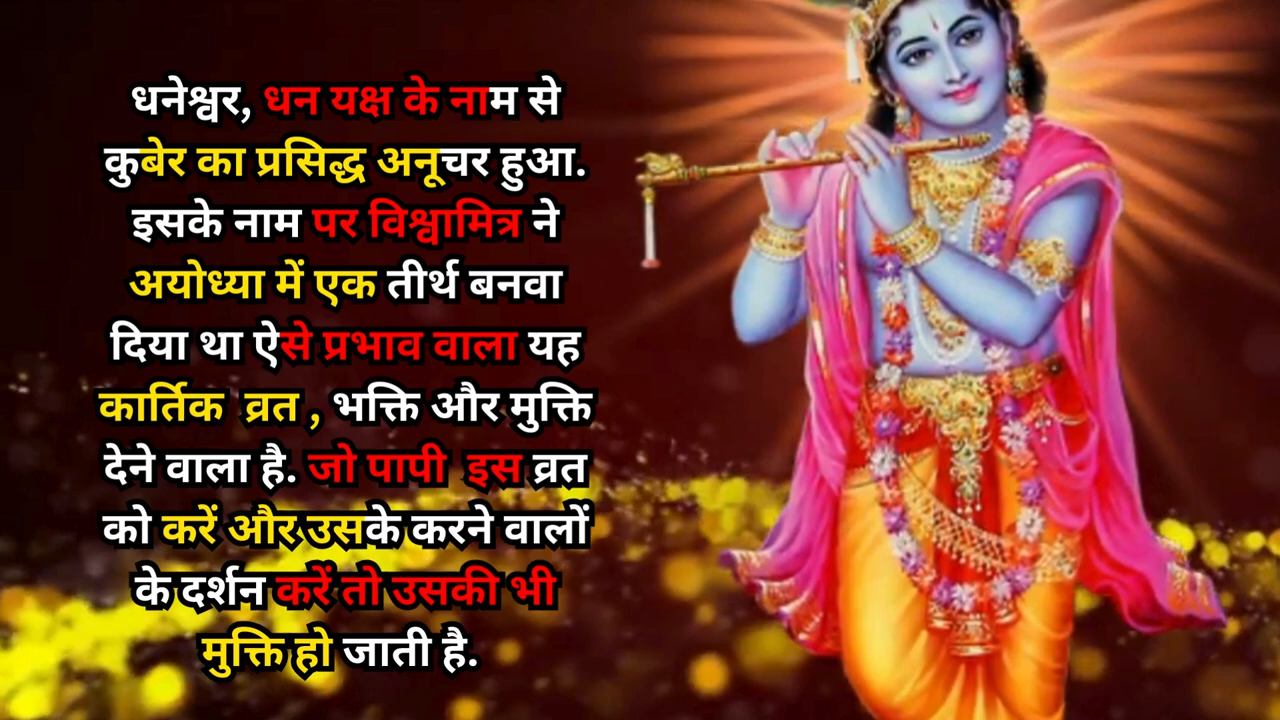 धनेश्वर, धन यक्ष के नाम से
कुबेर का प्रसिद्ध अनूचर हुआ.
इसके नाम पर विश्वामित्र ने
अयोध्या में एक तीर्थ बनवा
दिया था ऐसे प्रभाव वाला यह
कार्तिक व्रत , भक्ति और मुक्ति
देने वाला है. जो पापी इस व्रत
को करें और उसके करने वालों
के दर्शन करें तो उसकी भी
मुक्ति हो जाती है.